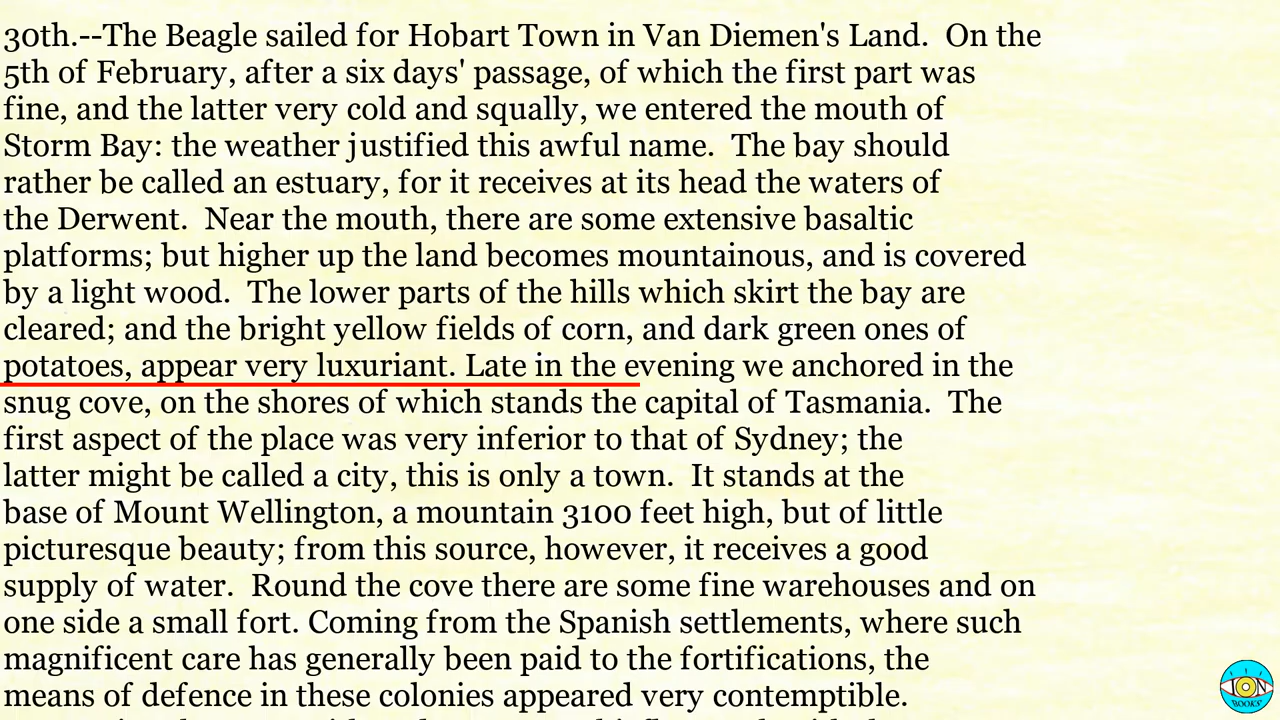 30th.--The Beagle sailed for Hobart Town in Van Diemen's Land.  On the
5th of February, after a six days' passage, of which the first part was
fine, and the latter very cold and squally, we entered the mouth of
Storm Bay: the weather justified this awful name.  The bay should
rather be called an estuary, for it receives at its head the waters of
the Derwent.  Near the mouth, there are some extensive basaltic
platforms; but higher up the land becomes mountainous, and is covered
by a light wood.  The lower parts of the hills which skirt the bay are
cleared; and the bright yellow fields of corn, and dark green ones of
potatoes, appear very luxuriant. Late in the evening we anchored in the
snug cove, on the shores of which stands the capital of Tasmania.  The
first aspect of the place was very inferior to that of Sydney; the
latter might be called a city, this is only a town.  It stands at the
base of Mount Wellington, a mountain 3100 feet high, but of little
picturesque beauty; from this source, however, it receives a good
supply of water.  Round the cove there are some fine warehouses and on
one side a small fort. Coming from the Spanish settlements, where such
magnificent care has generally been paid to the fortifications, the
means of defence in these colonies appeared very contemptible.
ION
BOOKS